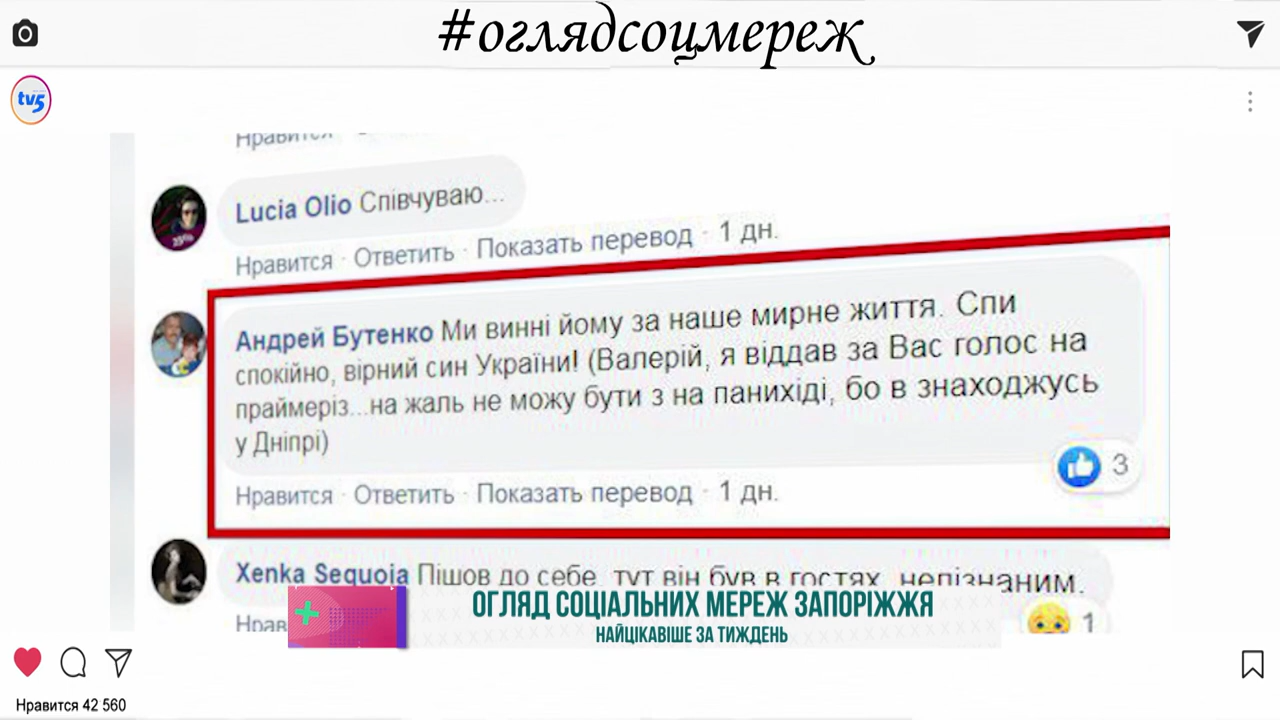 #оглядсоцмереж
tv5
Нравится
Lucia Olio Співчуваю...
Нравится · Ответить · Показать перевод · 1 дн.
Андрей Бутенко Ми винні йому за наше мирне життя. Спи
спокійно, вірний син України! (Валерій, я віддав за Вас голос на
праймеріз...на жаль не можу бути з на панихіді, бо в знаходжусь
у Дніпрі)
3
Нравится · Ответить · Показать перевод · 1 дн.
Xenka Sequoia Пішов до себе, тут він був в гостях, непізнаним.
Нрав
1
ОГЛЯД СОЦІАЛЬНИХ МЕРЕЖ ЗАПОРІЖЖЯ
НАЙЦІКАВІШЕ ЗА ТИЖДЕНЬ
Нравится 42 560